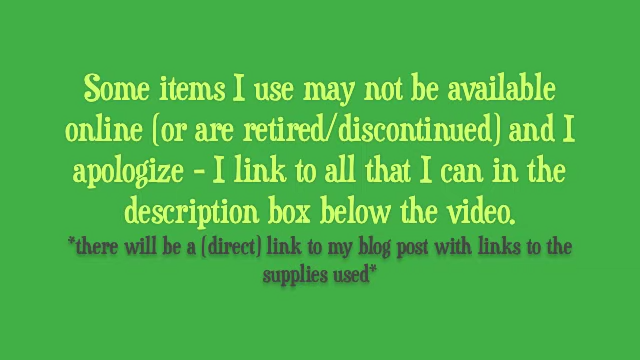 Some items I use may not be available
online (or are retired/discontinued) and I
apologize - I link to all that I can in the
description box below the video.
*there will be a (direct) link to my blog post with links to the
supplies used*